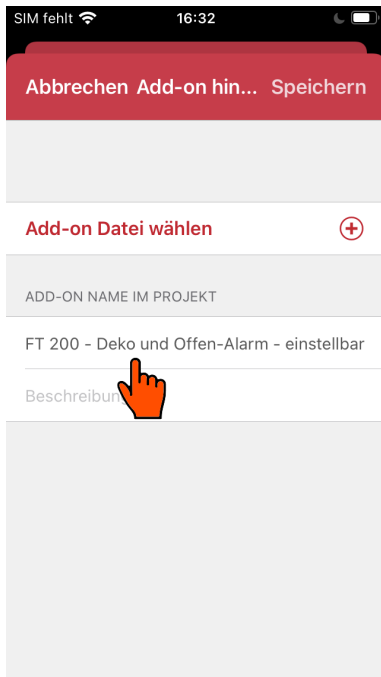 SIM fehlt 16:32
Abbrechen Add-on hin... Speichern
Add-on Datei wählen
ADD-ON NAME IM PROJEKT
FT 200 - Deko und Offen-Alarm - einstellbar
Beschreibung